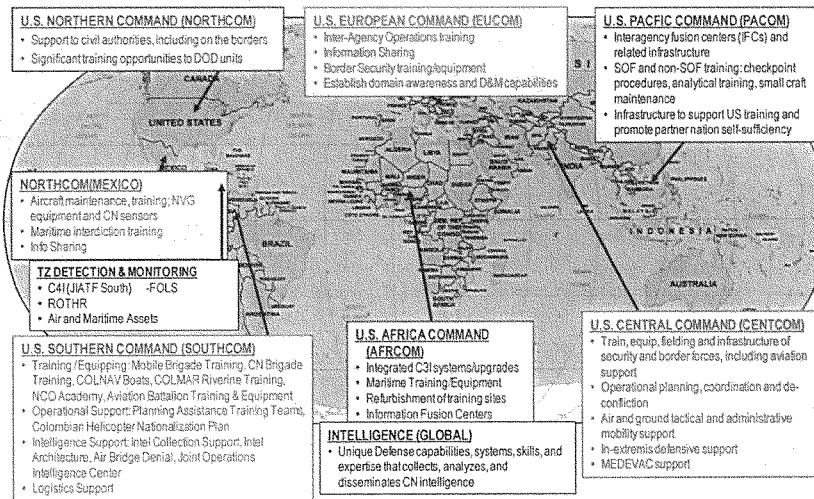 U.S. NORTHERN COMMAND (NORTHCOM)
• Support to civil authorities, including on the borders
• Significant training opportunities to DOD units
U.S. EUROPEAN COMMAND (EUCOM)
• Inter-Agency Operations training
• Information Sharing
• Border Security training/equipment
• Establish domain awareness and D&M capabilities
U.S. PACFIC COMMAND (PACOM)
• Interagency fusion centers (IFCs) and
related infrastructure
• SOF and non-SOF training: checkpoint
procedures, analytical training, small craft
maintenance
• Infrastructure to support US training and
promote partner nation self-sufficiency
CANADA
UNITED STATES
MEXICO
NORTHCOM(MEXICO)
• Aircraft maintenance, training; NVG
equipment and CN sensors
• Maritime interdiction training
• Info Sharing
TZ DETECTION & MONITORING
• C4I (JIATF South) -FOLS
• ROTHR
• Air and Maritime Assets
BRAZIL
ALGERIA
LIBYA
INDIA
INDONESIA
AUSTRALIA
U.S. SOUTHERN COMMAND (SOUTHCOM)
• Training / Equipping: Mobile Brigade Training, CN Brigade
Training, COLNAV Boats, COLMAR Riverine Training,
NCO Academy, Aviation Battalion Training & Equipment
• Operational Support: Planning Assistance Training Teams,
Colombian Helicopter Nationalization Plan
• Intelligence Support: Intel Collection Support, Intel
Architecture, Air Bridge Denial, Joint Operations
Intelligence Center
• Logistics Support
U.S. AFRICA COMMAND
(AFRCOM)
• Integrated C3I systems/upgrades
• Maritime Training/Equipment
• Refurbishment of training sites
• Information Fusion Centers
INTELLIGENCE (GLOBAL)
• Unique Defense capabilities, systems, skills, and
expertise that collects, analyzes, and
disseminates CN intelligence
U.S. CENTRAL COMMAND (CENTCOM)
• Train, equip, fielding and infrastructure of
security and border forces, including aviation
support
• Operational planning, coordination and de-
confliction
• Air and ground tactical and administrative
mobility support
• In-extremis defensive support
• MEDEVAC support